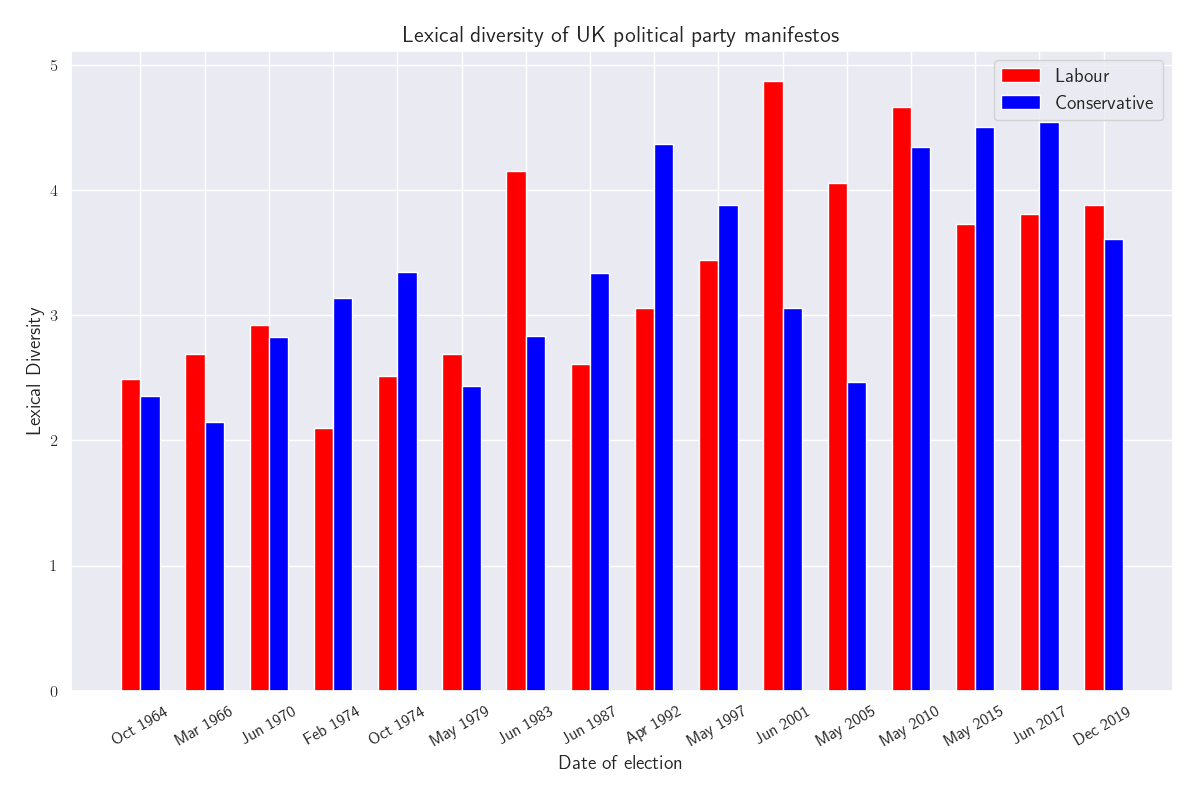 Lexical diversity of UK political party manifestos
Labour
Conservative
Lexical Diversity
5
4
3
2
1
0
Oct 1964
Mar 1966
Jun 1970
Feb 1974
Oct 1974
May 1979
Jun 1983
Jun 1987
Apr 1992
May 1997
Jun 2001
May 2005
May 2010
May 2015
Jun 2017
Dec 2019
Date of election